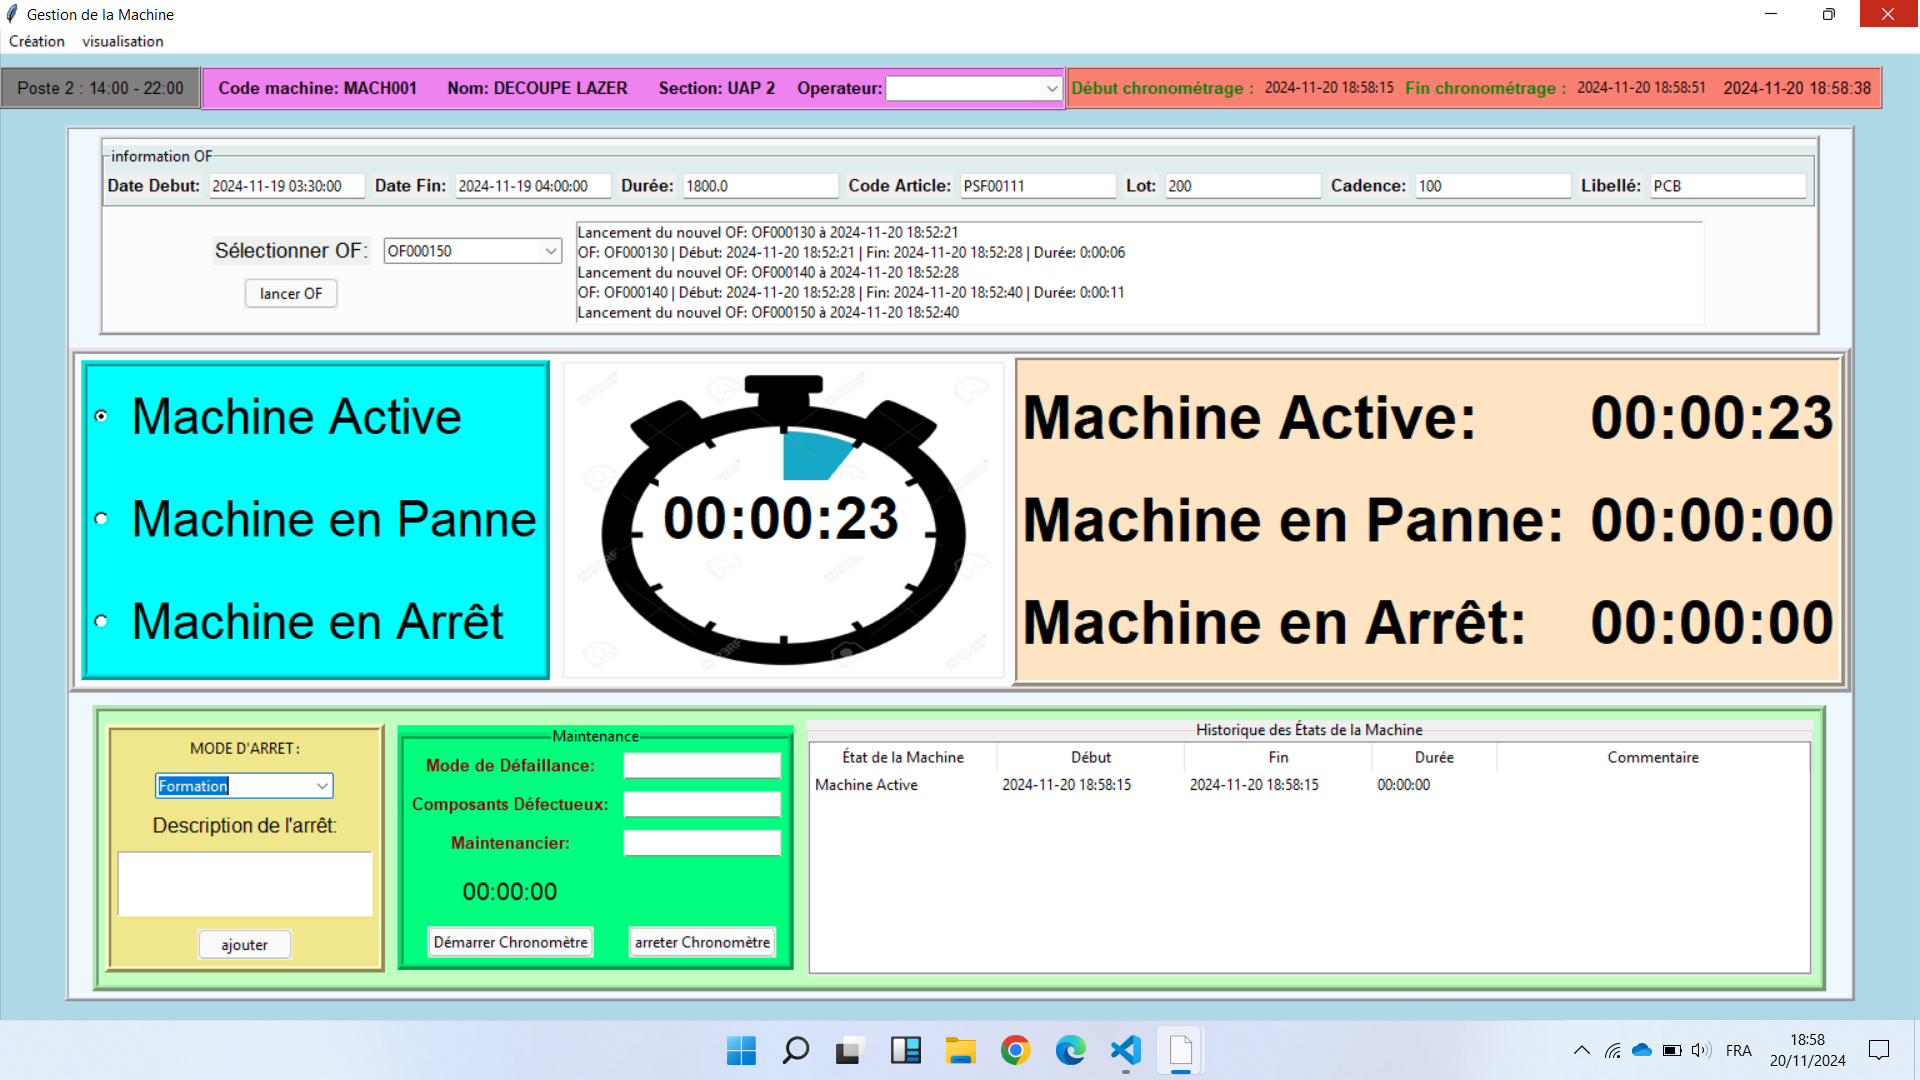 Gestion de la Machine
Création visualisation
Poste 2 : 14:00 - 22:00 Code machine: MACH001 Nom: DECOUPE LAZER Section: UAP 2 Operateur: Début chronométrage : 2024-11-20 18:58:15 Fin chronométrage : 2024-11-20 18:58:51 2024-11-20 18:58:38
information OF
Date Debut: 2024-11-19 03:30:00 Date Fin: 2024-11-19 04:00:00 Durée: 1800.0 Code Article: PSF00111 Lot: 200 Cadence: 100 Libellé: PCB
Sélectionner OF: OF000150
lancer OF
Lancement du nouvel OF: OF000130 à 2024-11-20 18:52:21
OF: OF000130 | Début: 2024-11-20 18:52:21 | Fin: 2024-11-20 18:52:28 | Durée: 0:00:06
Lancement du nouvel OF: OF000140 à 2024-11-20 18:52:28
OF: OF000140 | Début: 2024-11-20 18:52:28 | Fin: 2024-11-20 18:52:40 | Durée: 0:00:11
Lancement du nouvel OF: OF000150 à 2024-11-20 18:52:40
Machine Active
Machine en Panne
Machine en Arrêt
00:00:23
Machine Active: 00:00:23
Machine en Panne: 00:00:00
Machine en Arrêt: 00:00:00
MODE D'ARRET :
Formation
Description de l'arrêt:
ajouter
Maintenance
Mode de Défaillance:
Composants Défectueux:
Maintenancier:
00:00:00
Démarrer Chronomètre arreter Chronomètre
Historique des États de la Machine
État de la Machine Début Fin Durée Commentaire
Machine Active 2024-11-20 18:58:15 2024-11-20 18:58:15 00:00:00
FRA
18:58
20/11/2024